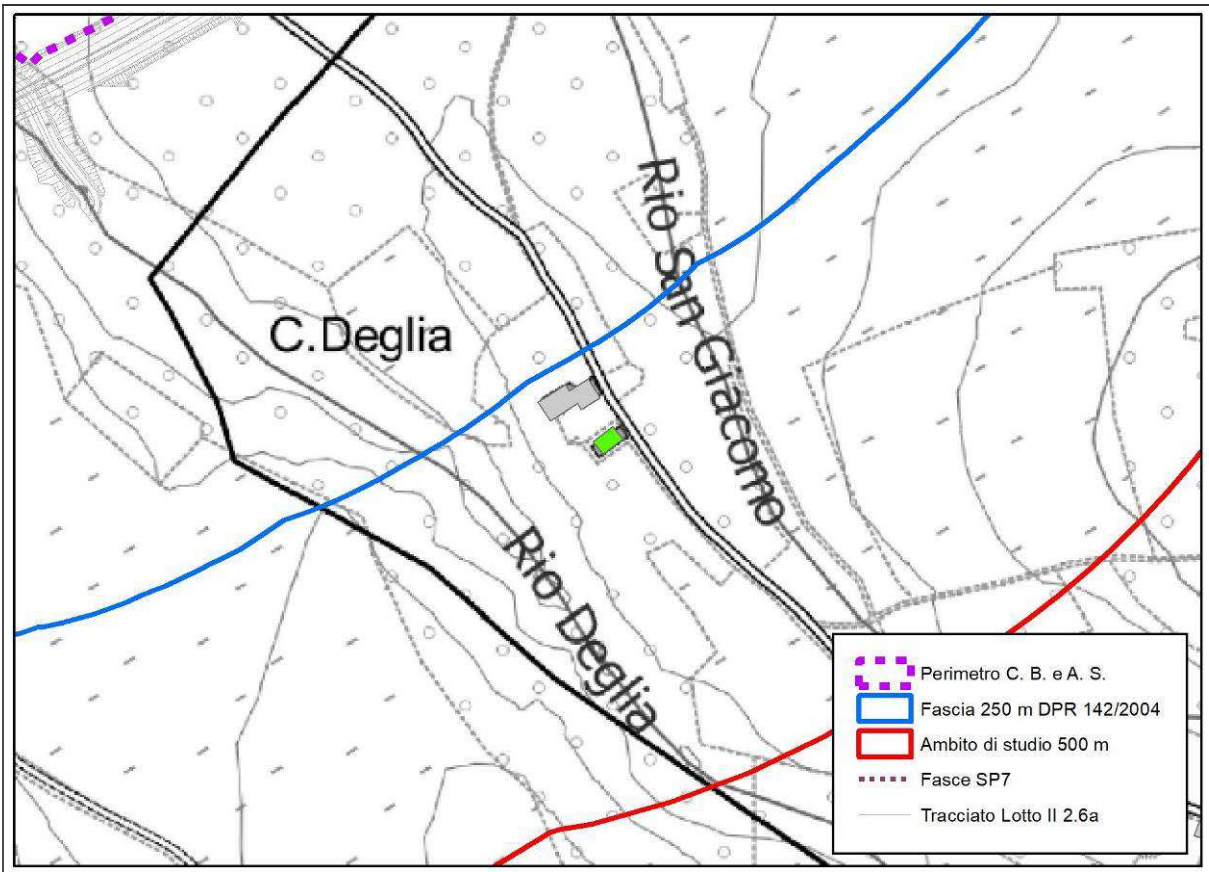 Rio San Giacomo
C.Deglia
Rio Deglia
Perimetro C. B. e A. S.
Fascia 250 m DPR 142/2004
Ambito di studio 500 m
Fasce SP7
Tracciato Lotto II 2.6a